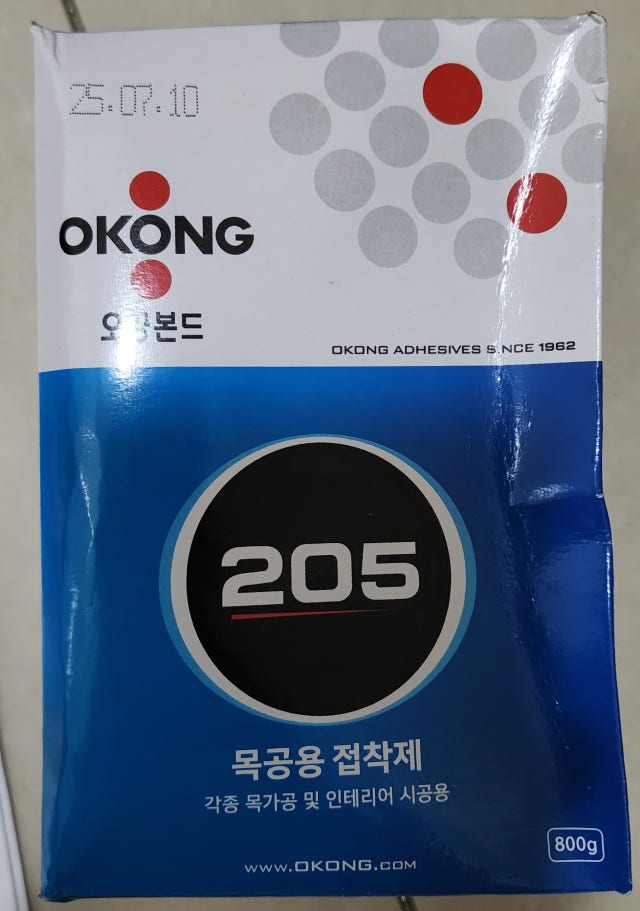 25.07.10
OKONG
오공본드
OKONG ADHESIVES SINCE 1962
205
목공용 접착제
각종 목가공 및 인테리어 시공용
800g
www.OKONG.com